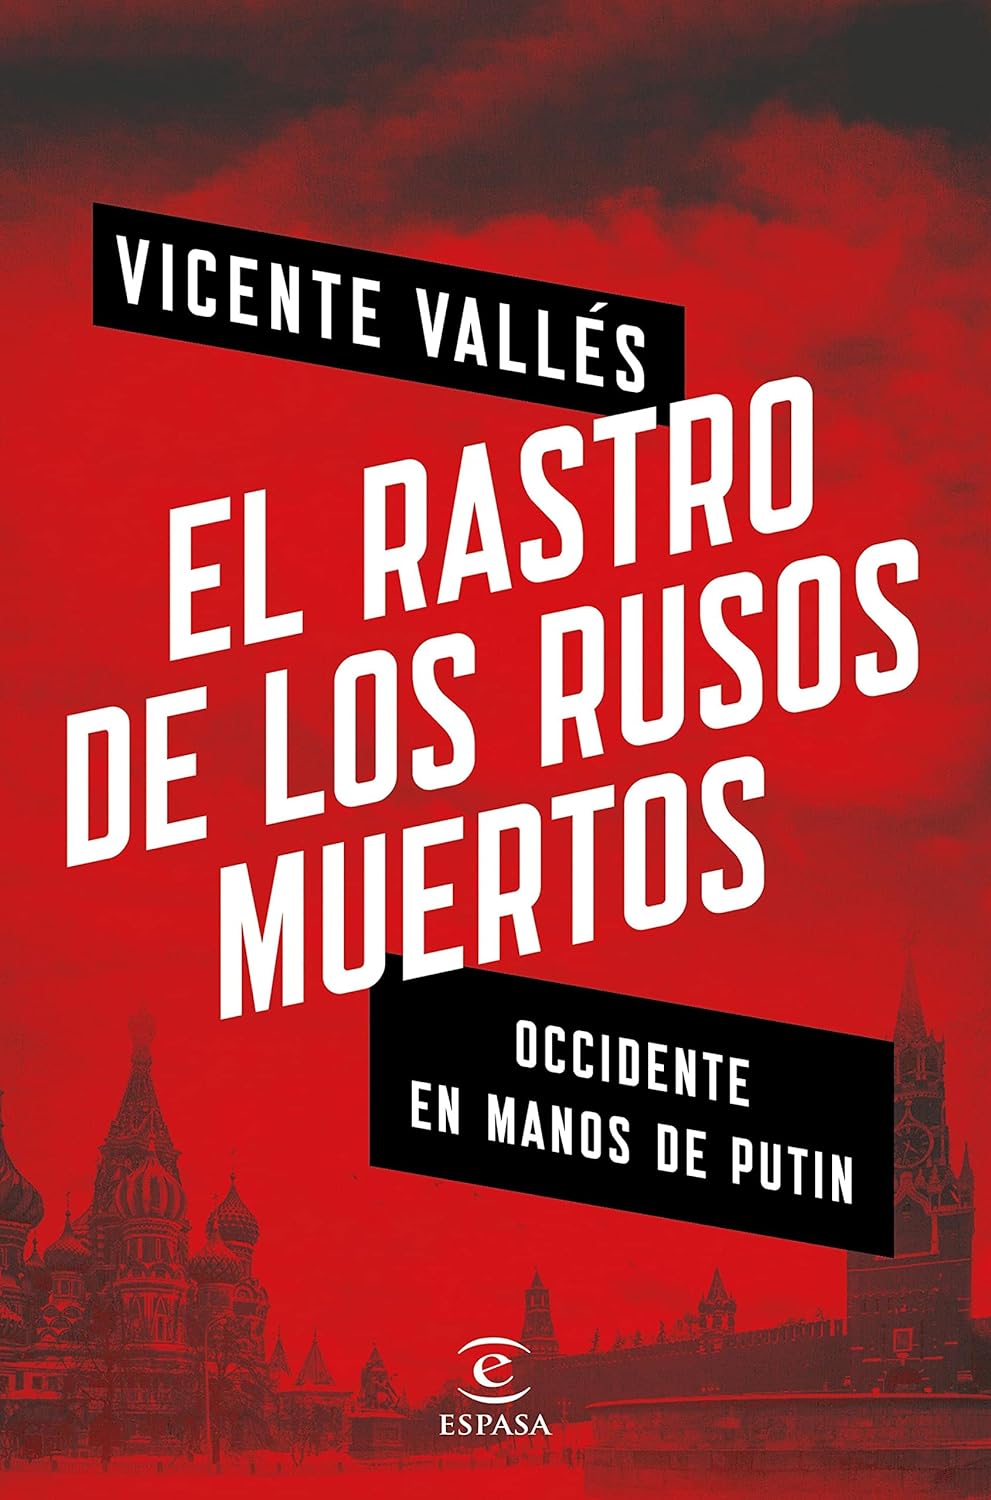 VICENTE VALLÉS
EL RASTRO
DE LOS RUSOS
MUERTOS
OCCIDENTE
EN MANOS DE PUTIN
e
ESPASA